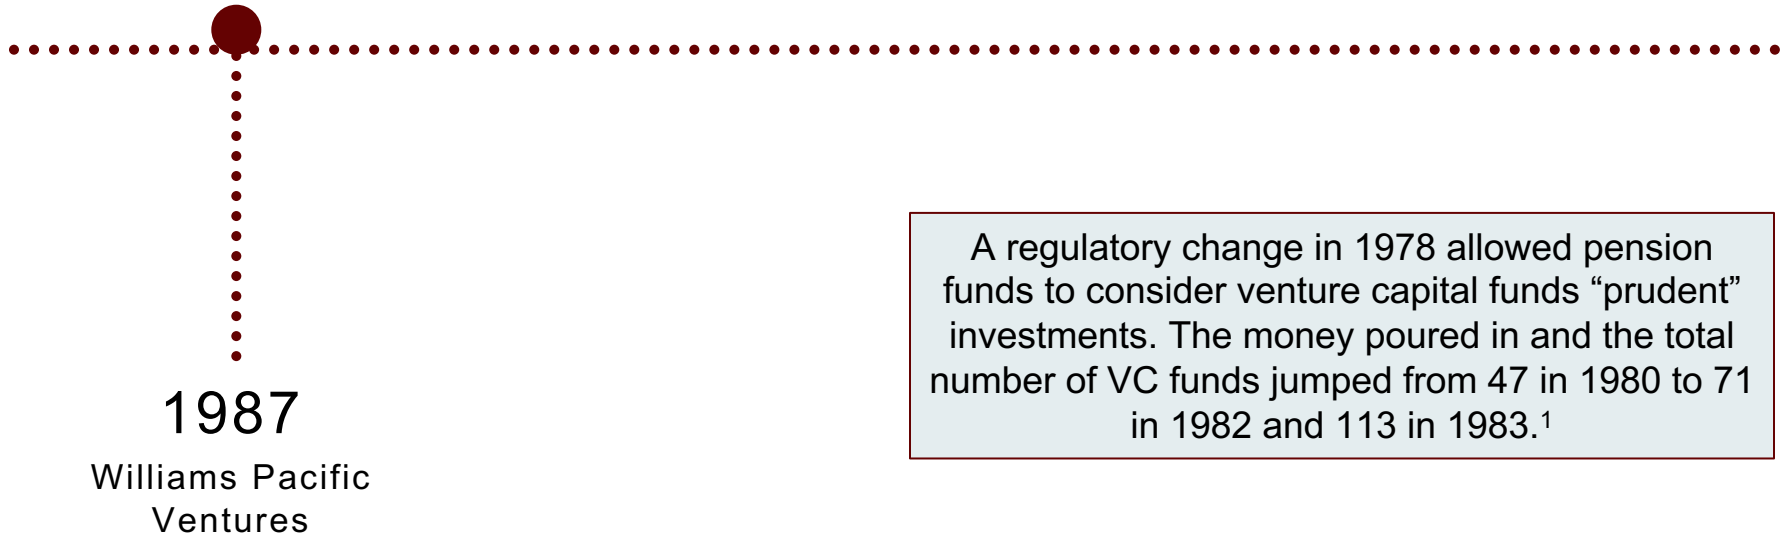 1987
Williams Pacific
Ventures
A regulatory change in 1978 allowed pension
funds to consider venture capital funds “prudent”
investments. The money poured in and the total
number of VC funds jumped from 47 in 1980 to 71
in 1982 and 113 in 1983.¹